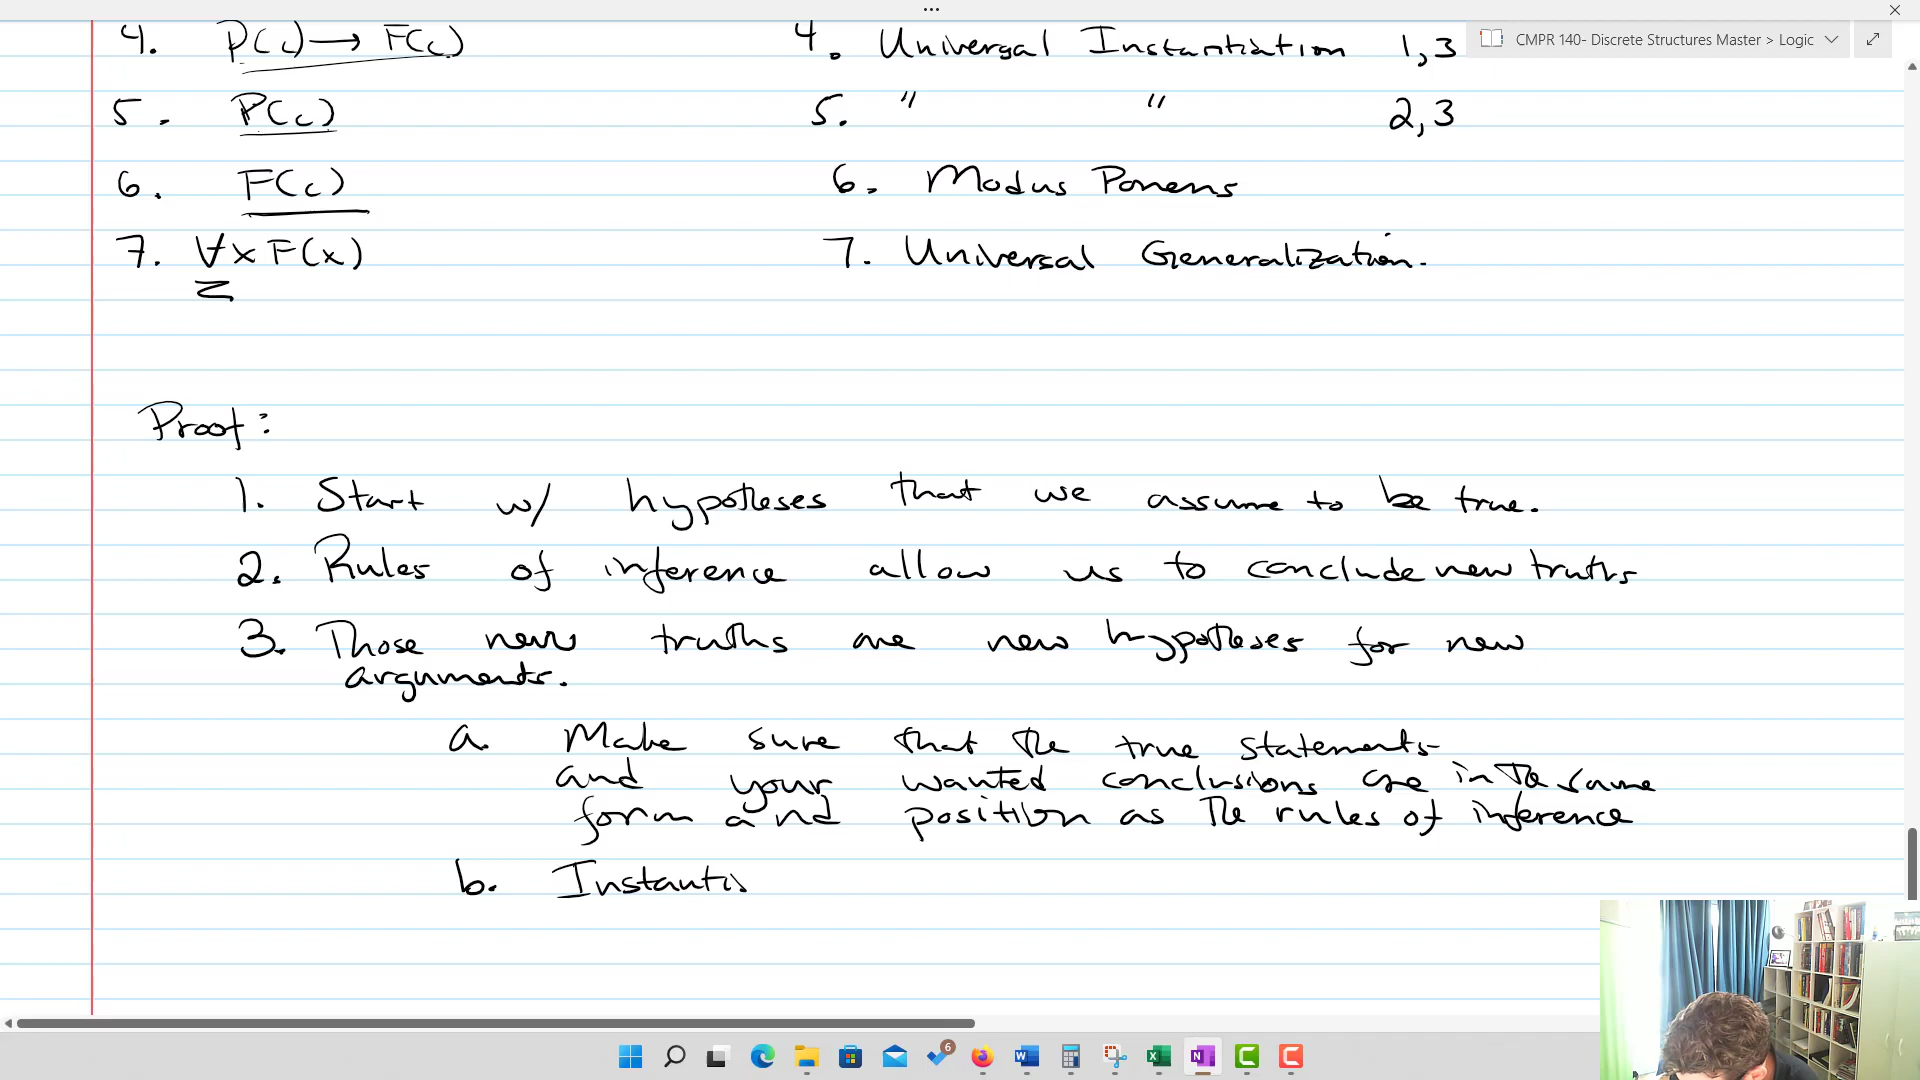 ...
CMPR 140- Discrete Structures Master > Logic
4. P(c) → F(c) 4. Universal Instantiation 1,3
5. P(c) 5. " " 2,3
6. F(c) 6. Modus Ponens
7. ∀x F(x) 7. Universal Generalization.
Proof:
1. Start w/ hypotheses that we assume to be true.
2. Rules of inference allow us to conclude new truths
3. Those new truths are new hypotheses for new
arguments.
a. Make sure that the true statements
and your wanted conclusions are in the same
form and position as the rules of inference
b. Instantia
6